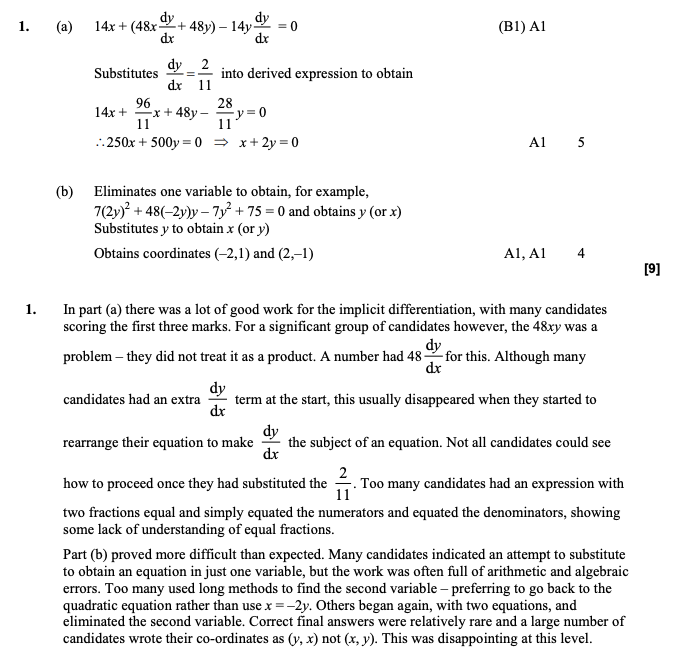 1. (a) 14x + (48x dy/dx + 48y) – 14y dy/dx = 0 (B1) A1
Substitutes dy/dx = 2/11 into derived expression to obtain
14x + 96/11 x + 48y – 28/11 y = 0
∴250x + 500y = 0 ⇒ x + 2y = 0 A1 5
(b) Eliminates one variable to obtain, for example,
7(2y)² + 48(–2y)y – 7y² + 75 = 0 and obtains y (or x)
Substitutes y to obtain x (or y)
Obtains coordinates (–2,1) and (2,–1) A1, A1 4
[9]
1. In part (a) there was a lot of good work for the implicit differentiation, with many candidates
scoring the first three marks. For a significant group of candidates however, the 48xy was a
problem – they did not treat it as a product. A number had 48 dy/dx for this. Although many
candidates had an extra dy/dx term at the start, this usually disappeared when they started to
rearrange their equation to make dy/dx the subject of an equation. Not all candidates could see
how to proceed once they had substituted the 2/11. Too many candidates had an expression with
two fractions equal and simply equated the numerators and equated the denominators, showing
some lack of understanding of equal fractions.
Part (b) proved more difficult than expected. Many candidates indicated an attempt to substitute
to obtain an equation in just one variable, but the work was often full of arithmetic and algebraic
errors. Too many used long methods to find the second variable – preferring to go back to the
quadratic equation rather than use x = –2y. Others began again, with two equations, and
eliminated the second variable. Correct final answers were relatively rare and a large number of
candidates wrote their co-ordinates as (y, x) not (x, y). This was disappointing at this level.